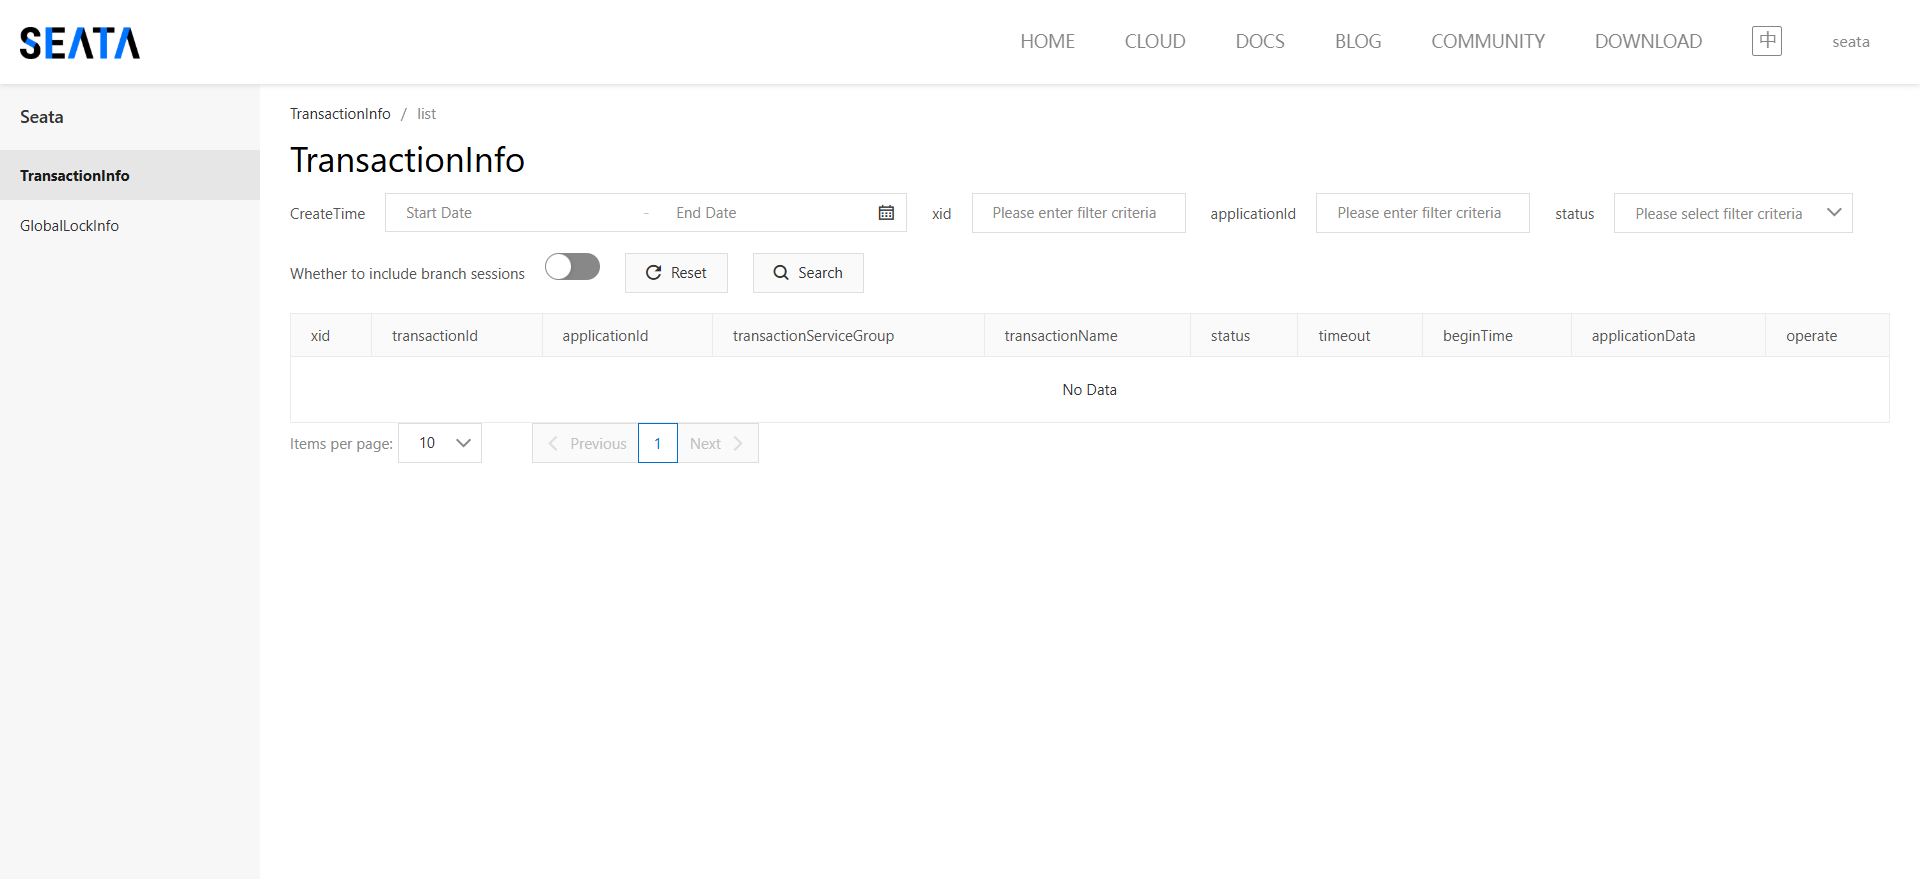 SEATA HOME CLOUD DOCS BLOG COMMUNITY DOWNLOAD 中 seata
Seata
TransactionInfo
GlobalLockInfo
TransactionInfo / list
TransactionInfo
CreateTime Start Date - End Date xid Please enter filter criteria applicationId Please enter filter criteria status Please select filter criteria
Whether to include branch sessions Reset Search
xid transactionId applicationId transactionServiceGroup transactionName status timeout beginTime applicationData operate
No Data
Items per page: 10 Previous 1 Next